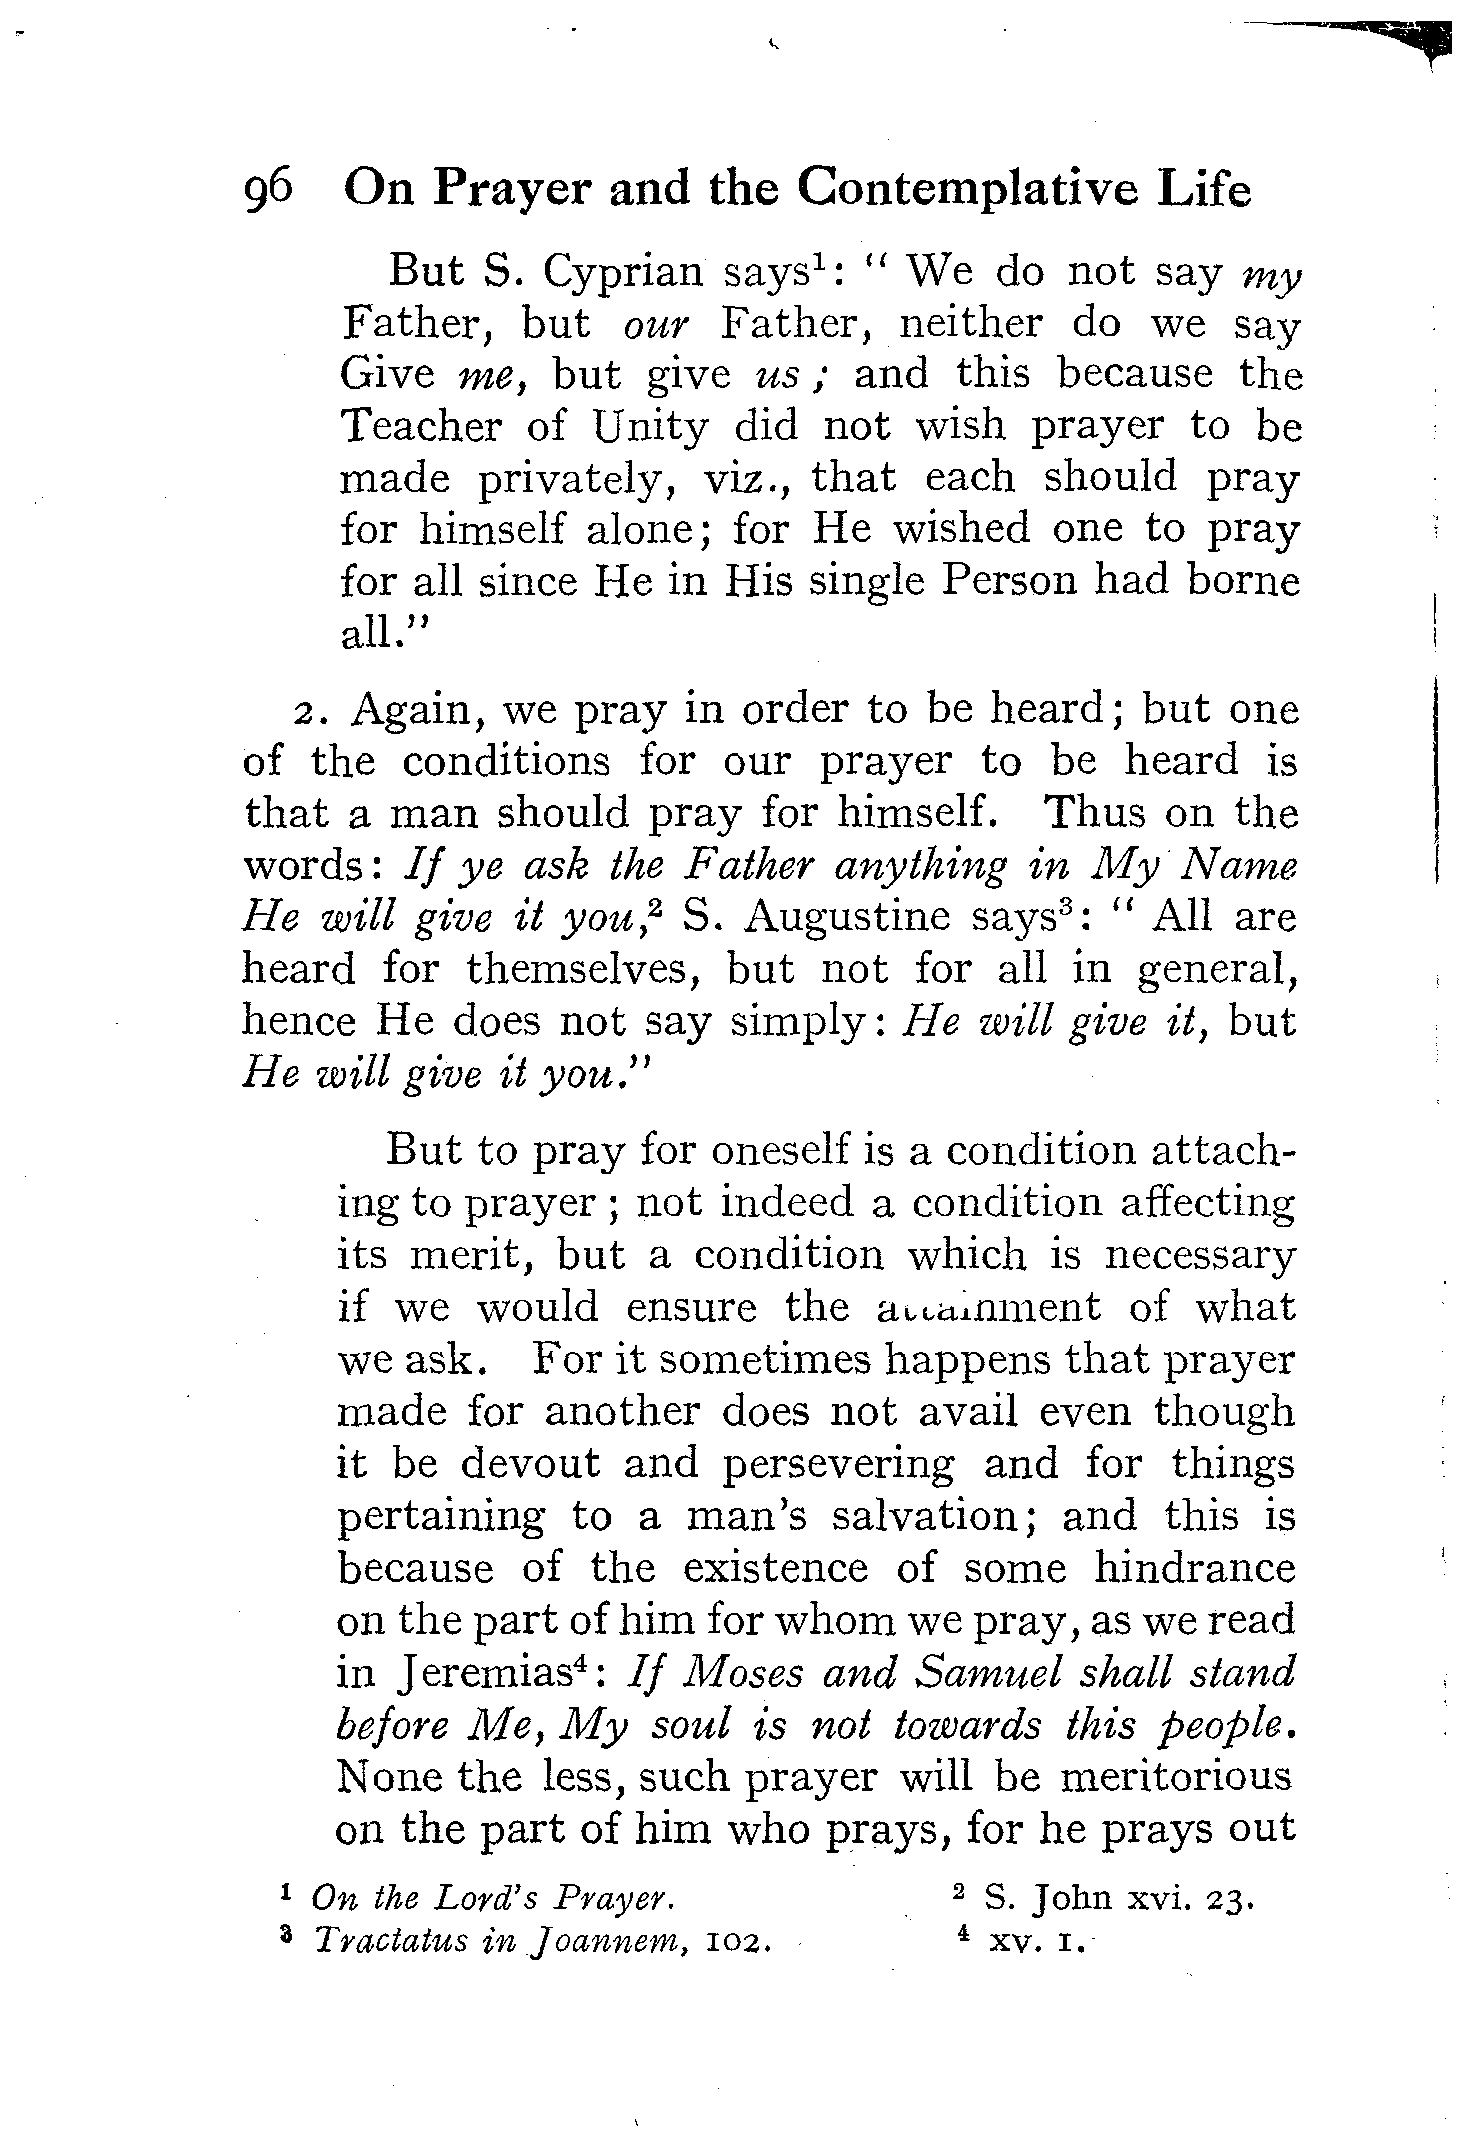 96 On Prayer and the Contemplative Life
But S. Cyprian says¹: “ We do not say my
Father, but our Father, neither do we say
Give me, but give us ; and this because the
Teacher of Unity did not wish prayer to be
made privately, viz., that each should pray
for himself alone; for He wished one to pray
for all since He in His single Person had borne
all.”
2. Again, we pray in order to be heard; but one
of the conditions for our prayer to be heard is
that a man should pray for himself. Thus on the
words: If ye ask the Father anything in My Name
He will give it you,² S. Augustine says³: “ All are
heard for themselves, but not for all in general,
hence He does not say simply: He will give it, but
He will give it you.”
But to pray for oneself is a condition attach-
ing to prayer ; not indeed a condition affecting
its merit, but a condition which is necessary
if we would ensure the attainment of what
we ask. For it sometimes happens that prayer
made for another does not avail even though
it be devout and persevering and for things
pertaining to a man’s salvation; and this is
because of the existence of some hindrance
on the part of him for whom we pray, as we read
in Jeremias⁴: If Moses and Samuel shall stand
before Me, My soul is not towards this people.
None the less, such prayer will be meritorious
on the part of him who prays, for he prays out
¹ On the Lord’s Prayer. ² S. John xvi. 23.
³ Tractatus in Joannem, 102. ⁴ xv. 1.